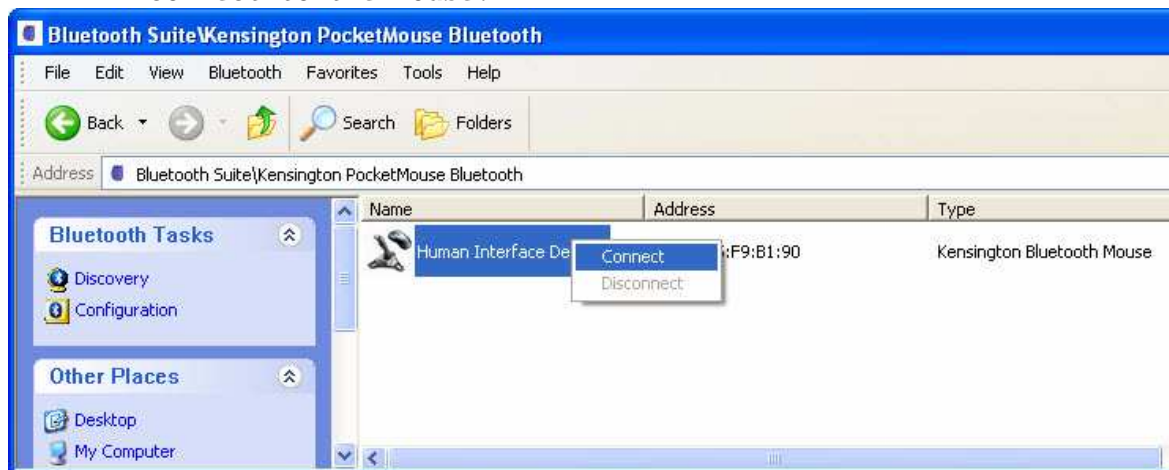 Bluetooth Suite\Kensington PocketMouse Bluetooth
File Edit View Bluetooth Favorites Tools Help
Back Search Folders
Address Bluetooth Suite\Kensington PocketMouse Bluetooth
Name Address Type
Bluetooth Tasks
Human Interface De :F9:B1:90 Kensington Bluetooth Mouse
Connect
Disconnect
Discovery
Configuration
Other Places
Desktop
My Computer